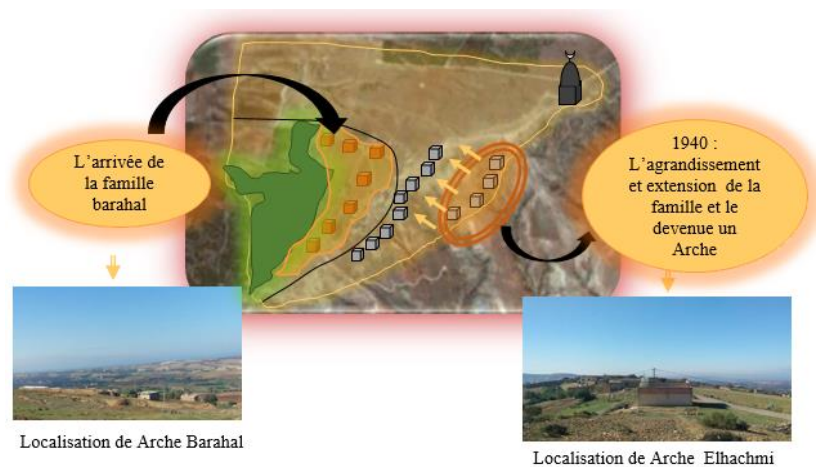 L'arrivée de
la famille
barahal
1940 :
L'agrandissement
et extension de la
famille et le
devenue un
Arche
Localisation de Arche Barahal
Localisation de Arche Elhachmi